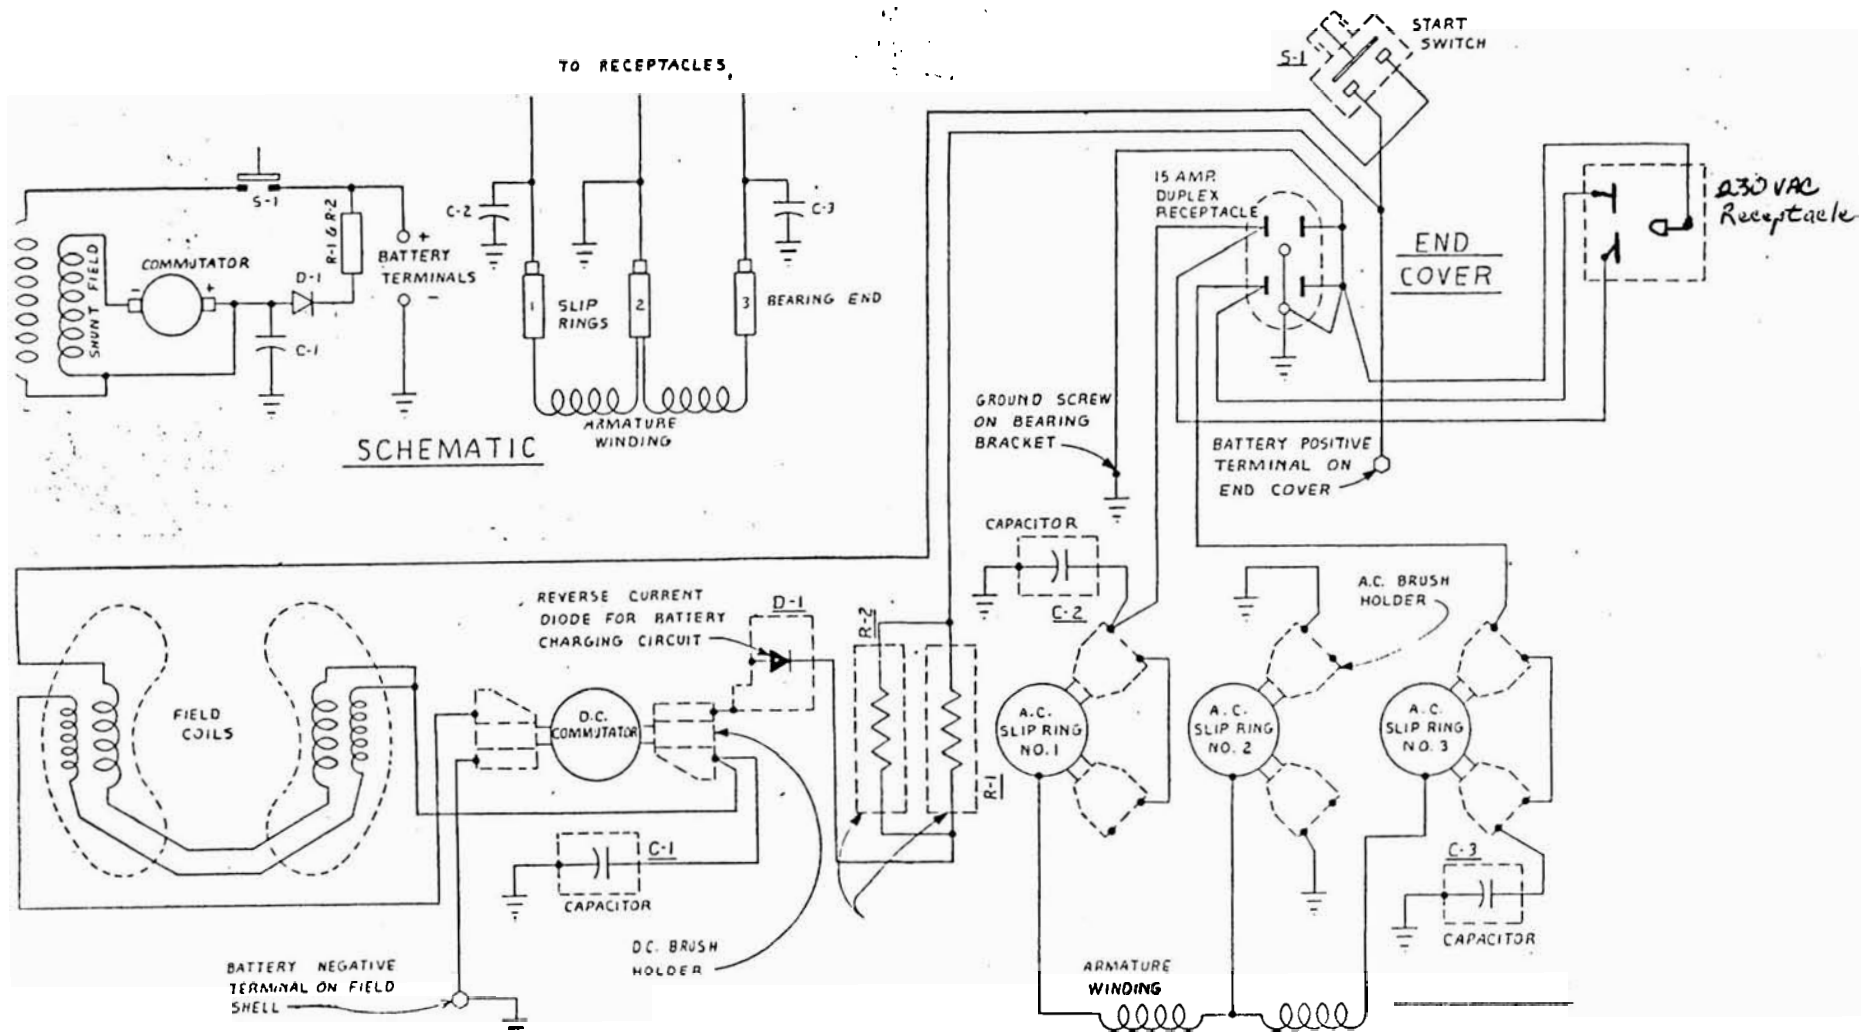 START
SWITCH
S-1
TO RECEPTACLES
S-1
R-1 & R-2
C-2
C-3
+
BATTERY
TERMINALS
-
SHUNT FIELD
COMMUTATOR
- +
D-1
C-1
1
SLIP
RINGS
2
3
BEARING END
ARMATURE
WINDING
SCHEMATIC
15 AMP.
DUPLEX
RECEPTACLE
END
COVER
230 VAC
Receptacle
GROUND SCREW
ON BEARING
BRACKET
BATTERY POSITIVE
TERMINAL ON
END COVER
CAPACITOR
C-2
A.C. BRUSH
HOLDER
REVERSE CURRENT
DIODE FOR BATTERY
CHARGING CIRCUIT
D-1
R-2
R-1
FIELD
COILS
D.C.
COMMUTATOR
A.C.
SLIP RING
NO. 1
A.C.
SLIP RING
NO. 2
A.C.
SLIP RING
NO. 3
C-1
CAPACITOR
C-3
CAPACITOR
D.C. BRUSH
HOLDER
BATTERY NEGATIVE
TERMINAL ON FIELD
SHELL
ARMATURE
WINDING